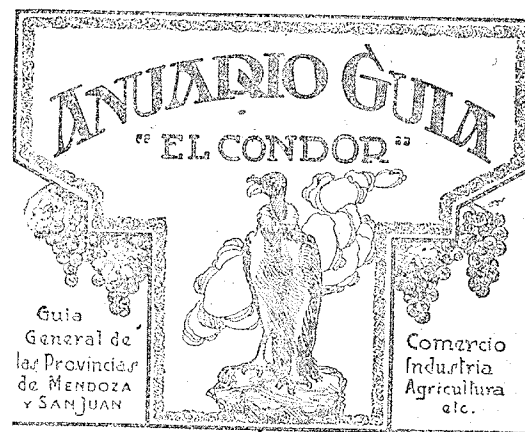 ANUARIO GUIA
"EL CONDOR"
Guia
General de
las Provincias
de MENDOZA
Y SAN JUAN
Comercio
Industria
Agricultura
etc.